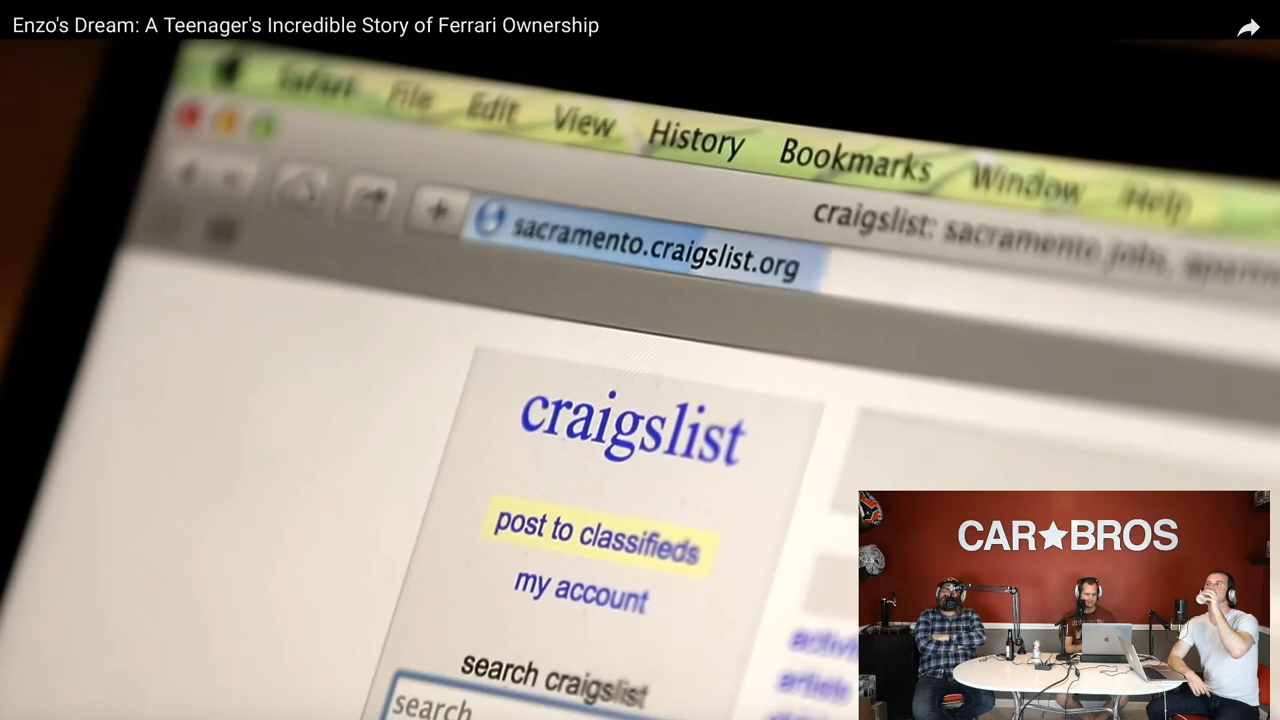 Enzo's Dream: A Teenager's Incredible Story of Ferrari Ownership
Safari File Edit View History Bookmarks Window Help
craigslist: sacramento jobs,
sacramento.craigslist.org
craigslist
post to classifieds
my account
search craigslist
search
CAR★BROS